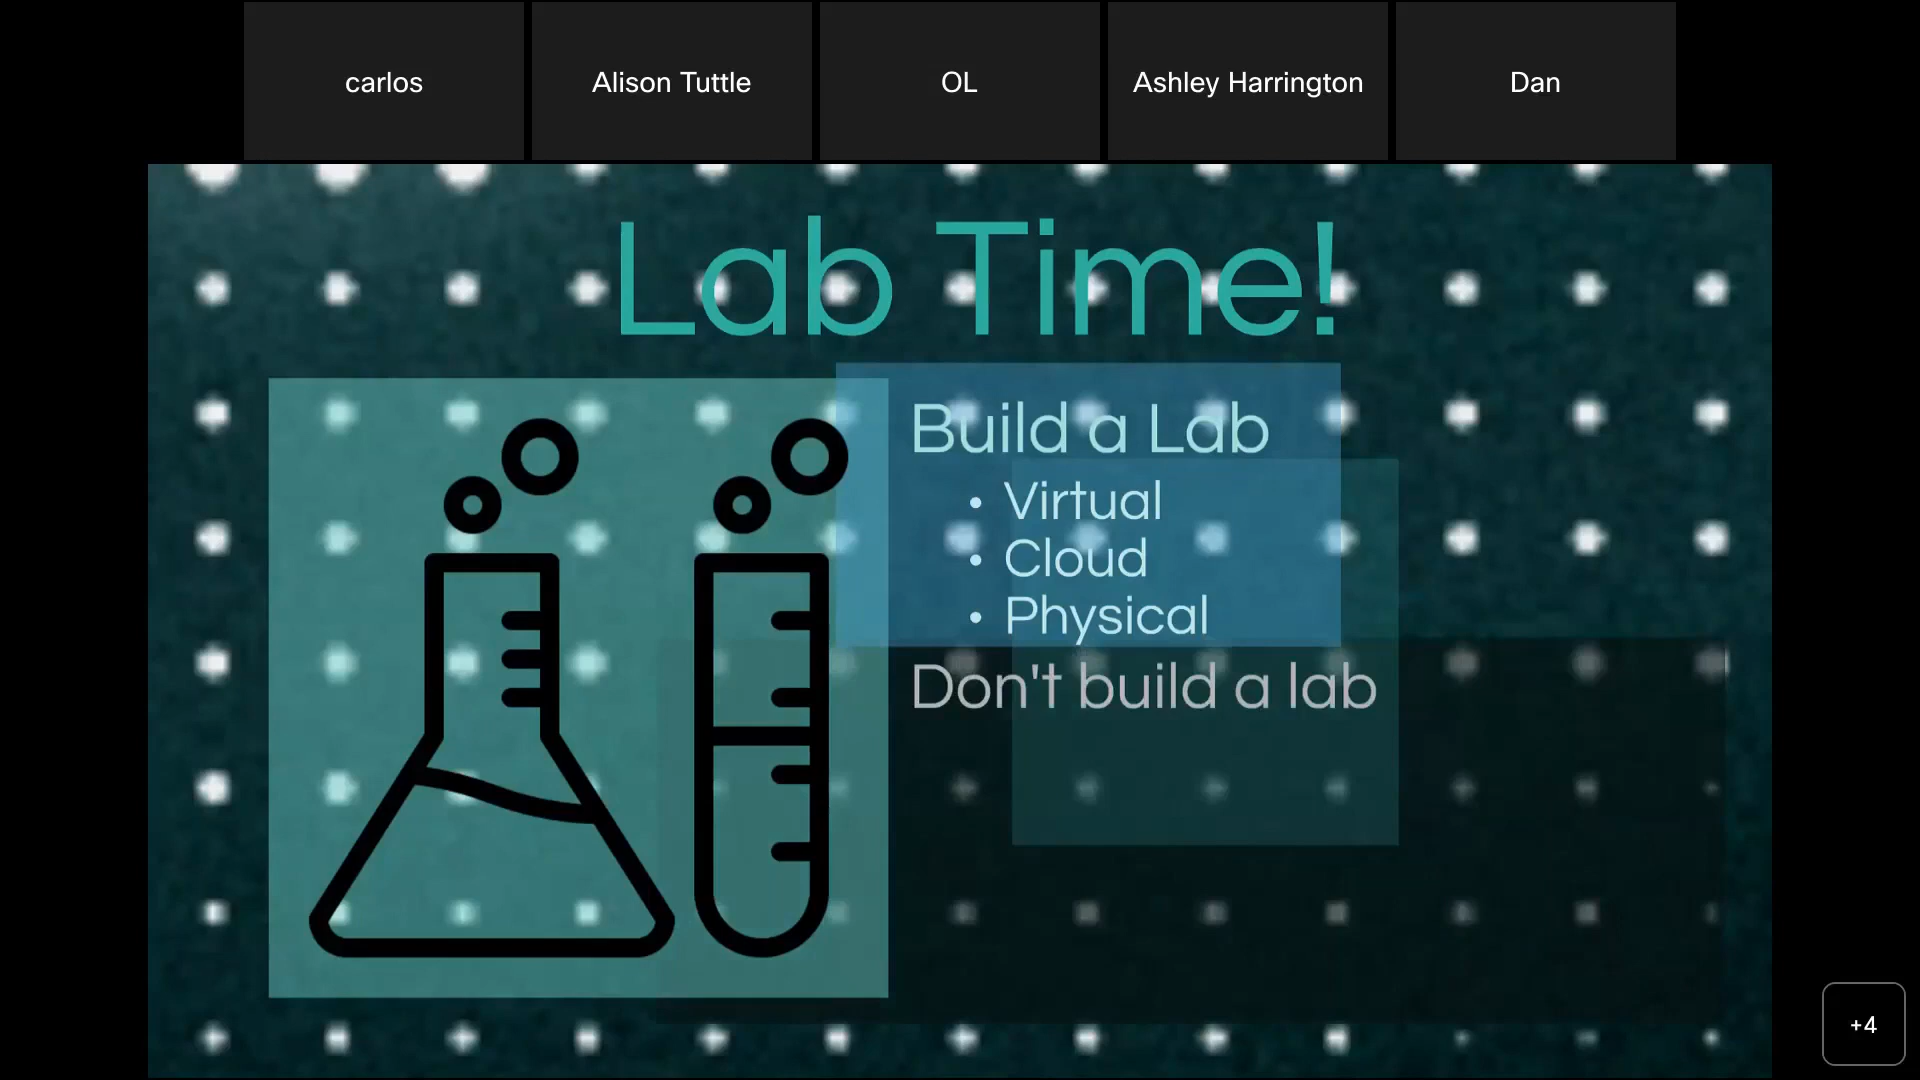 carlos
Alison Tuttle
OL
Ashley Harrington
Dan
Lab Time!
Build a Lab
• Virtual
• Cloud
• Physical
Don't build a lab
+4